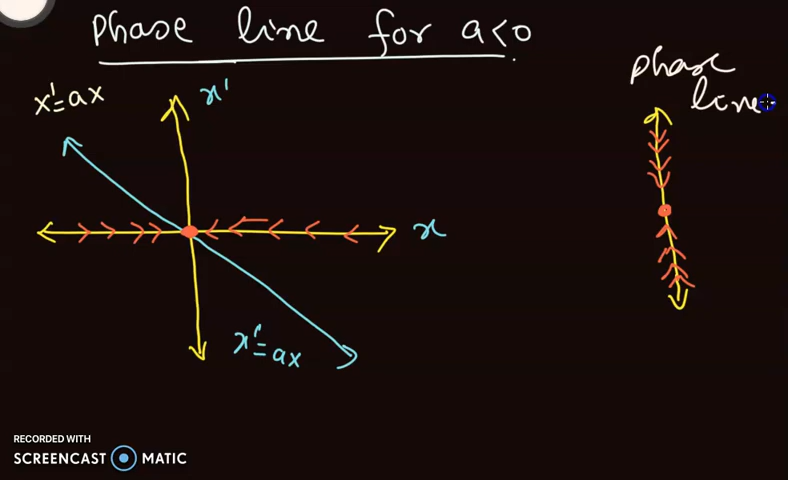 Phase line for a<0
x'=ax
x'
phase
line
x
x'=ax
RECORDED WITH
SCREENCAST MATIC